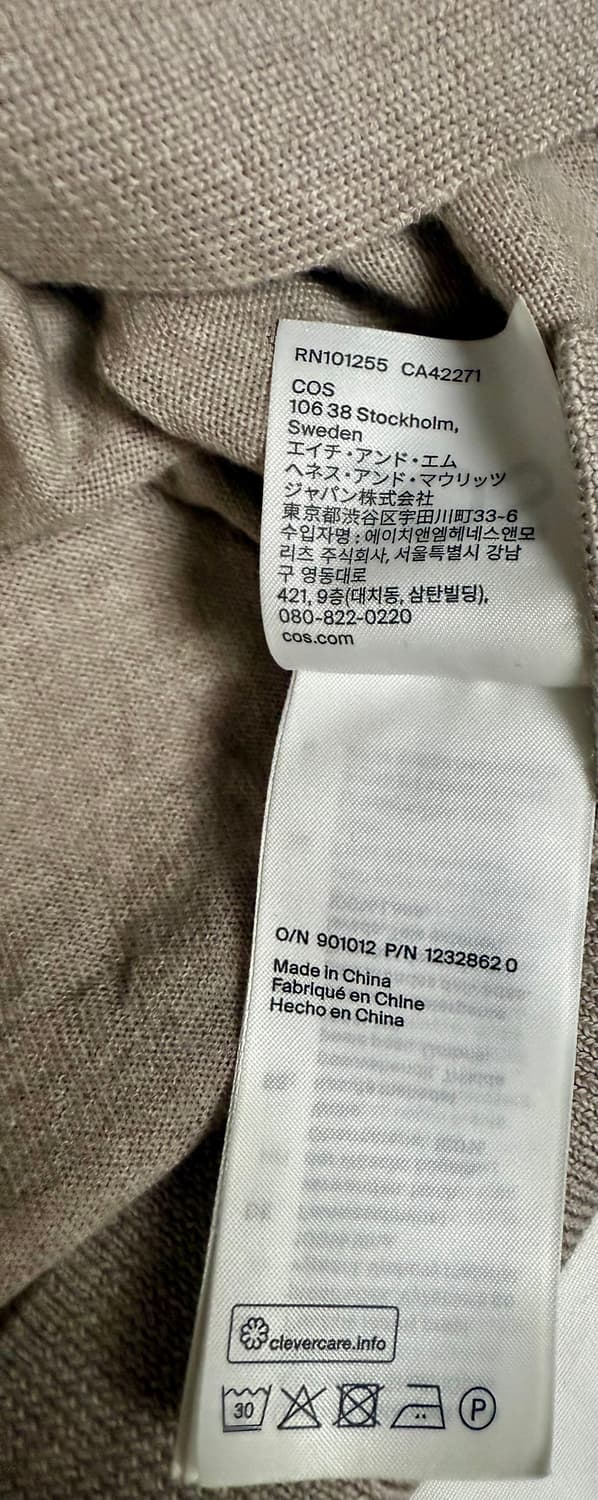 RN101255 CA42271
COS
106 38 Stockholm,
Sweden
エイチ・アンド・エム
ヘネス・アンド・マウリッツ
ジャパン株式会社
東京都渋谷区宇田川町33-6
수입자명 : 에이치앤엠헤네스앤모
리츠 주식회사, 서울특별시 강남
구 영동대로
421, 9층(대치동, 삼탄빌딩),
080-822-0220
cos.com
O/N 901012 P/N 1232862 0
Made in China
Fabriqué en Chine
Hecho en China
clevercare.info
30
P